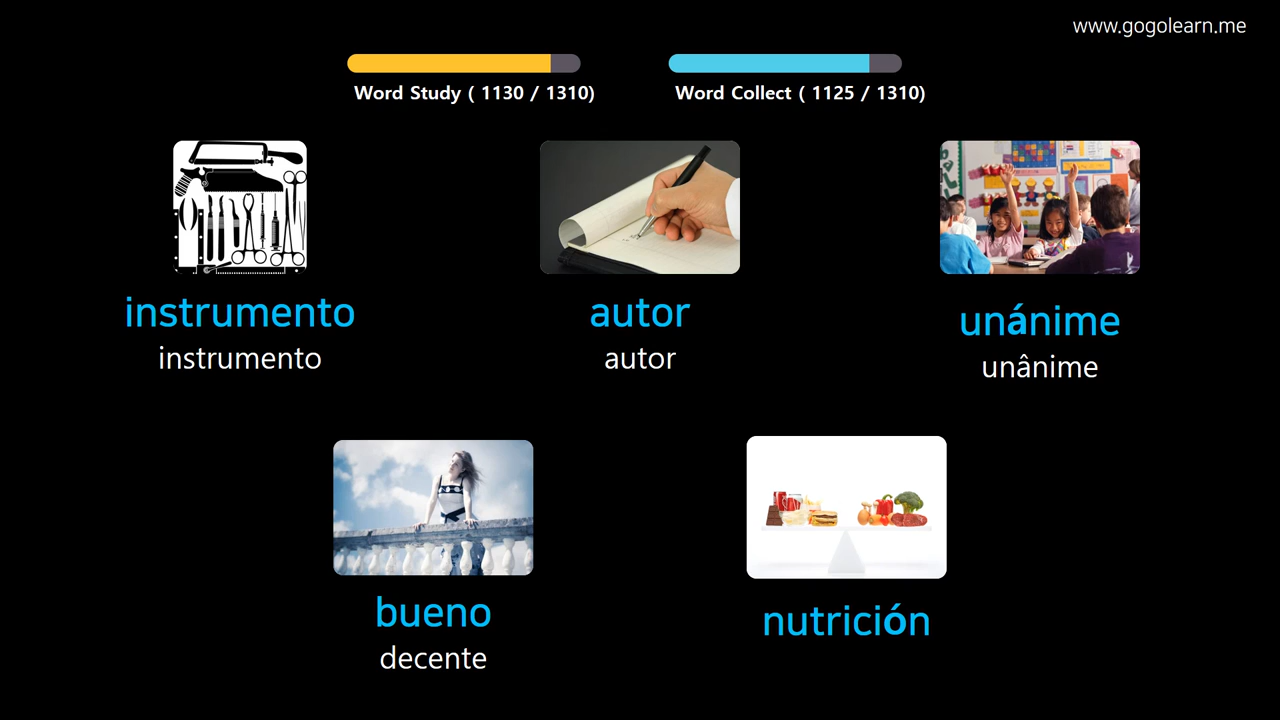 www.gogolearn.me
Word Study ( 1130 / 1310)
Word Collect ( 1125 / 1310)
instrumento
instrumento
autor
autor
unánime
unânime
bueno
decente
nutrición